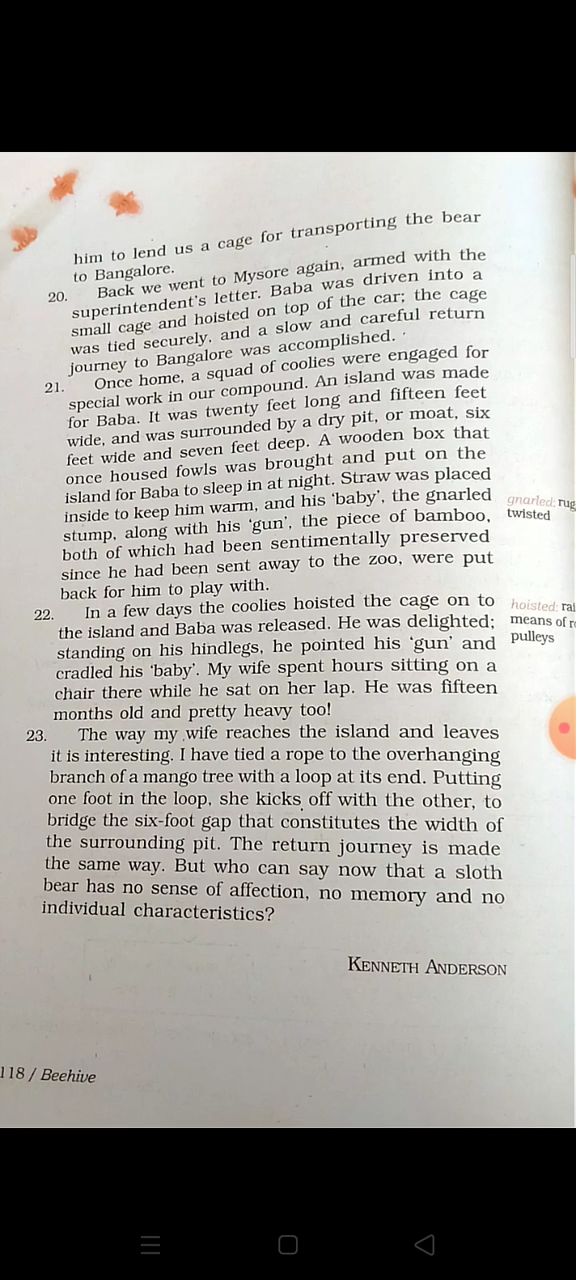 him to lend us a cage for transporting the bear
to Bangalore.
20. Back we went to Mysore again, armed with the
superintendent's letter. Baba was driven into a
small cage and hoisted on top of the car; the cage
was tied securely, and a slow and careful return
journey to Bangalore was accomplished.
21. Once home, a squad of coolies were engaged for
special work in our compound. An island was made
for Baba. It was twenty feet long and fifteen feet
wide, and was surrounded by a dry pit, or moat, six
feet wide and seven feet deep. A wooden box that
once housed fowls was brought and put on the
island for Baba to sleep in at night. Straw was placed
inside to keep him warm, and his 'baby', the gnarled
stump, along with his 'gun', the piece of bamboo,
both of which had been sentimentally preserved
since he had been sent away to the zoo, were put
back for him to play with.
gnarled: rug
twisted
22. In a few days the coolies hoisted the cage on to
the island and Baba was released. He was delighted;
standing on his hindlegs, he pointed his 'gun' and
cradled his 'baby'. My wife spent hours sitting on a
chair there while he sat on her lap. He was fifteen
months old and pretty heavy too!
hoisted: rai
means of r
pulleys
23. The way my wife reaches the island and leaves
it is interesting. I have tied a rope to the overhanging
branch of a mango tree with a loop at its end. Putting
one foot in the loop, she kicks off with the other, to
bridge the six-foot gap that constitutes the width of
the surrounding pit. The return journey is made
the same way. But who can say now that a sloth
bear has no sense of affection, no memory and no
individual characteristics?
KENNETH ANDERSON
118 / Beehive